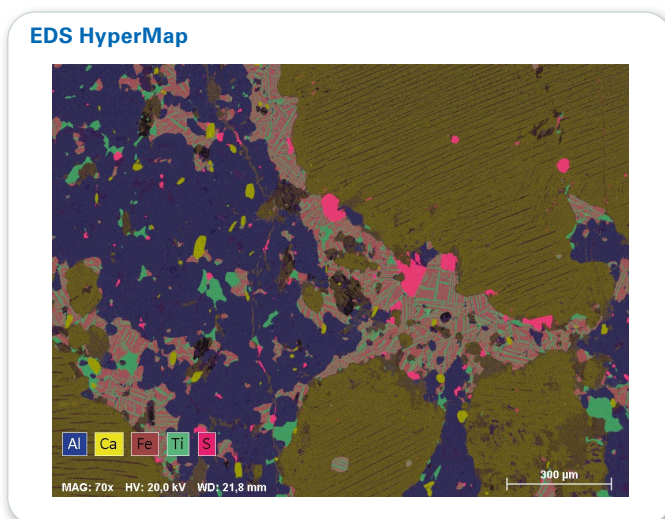 EDS HyperMap
Al Ca Fe Ti S
300 µm
MAG: 70x HV: 20,0 kV WD: 21,8 mm